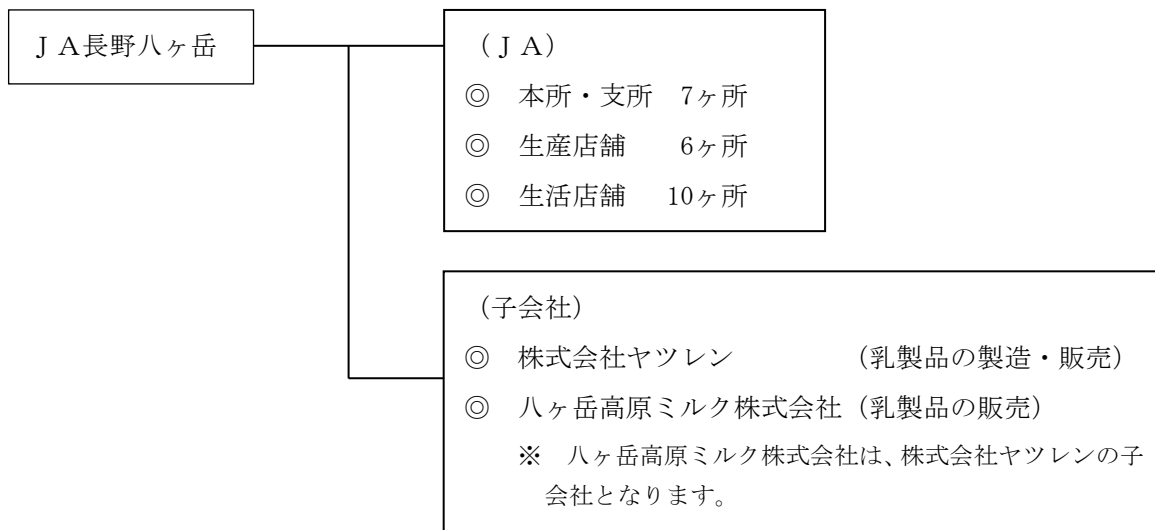 ＪＡ長野八ヶ岳
（ＪＡ）
◎　本所・支所　7ヶ所
◎　生産店舗　　6ヶ所
◎　生活店舗　 10ヶ所
（子会社）
◎　株式会社ヤツレン　　　　（乳製品の製造・販売）
◎　八ヶ岳高原ミルク株式会社（乳製品の販売）
※　八ヶ岳高原ミルク株式会社は、株式会社ヤツレンの子
会社となります。